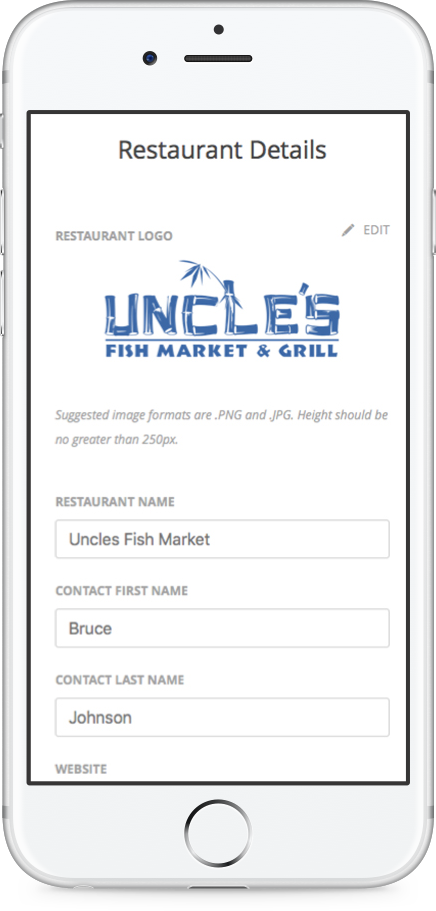 Restaurant Details
RESTAURANT LOGO
EDIT
UNCLE'S
FISH MARKET & GRILL
Suggested image formats are .PNG and .JPG. Height should be
no greater than 250px.
RESTAURANT NAME
Uncles Fish Market
CONTACT FIRST NAME
Bruce
CONTACT LAST NAME
Johnson
WEBSITE